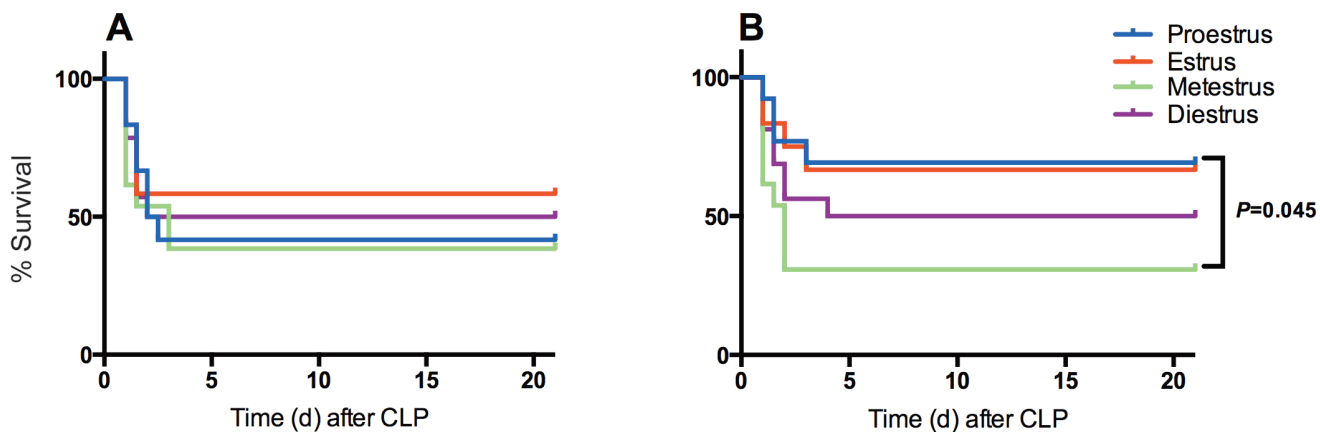 A
% Survival
100
50
0
0 5 10 15 20
Time (d) after CLP
B
Proestrus
Estrus
Metestrus
Diestrus
100
50
0
0 5 10 15 20
Time (d) after CLP
P=0.045